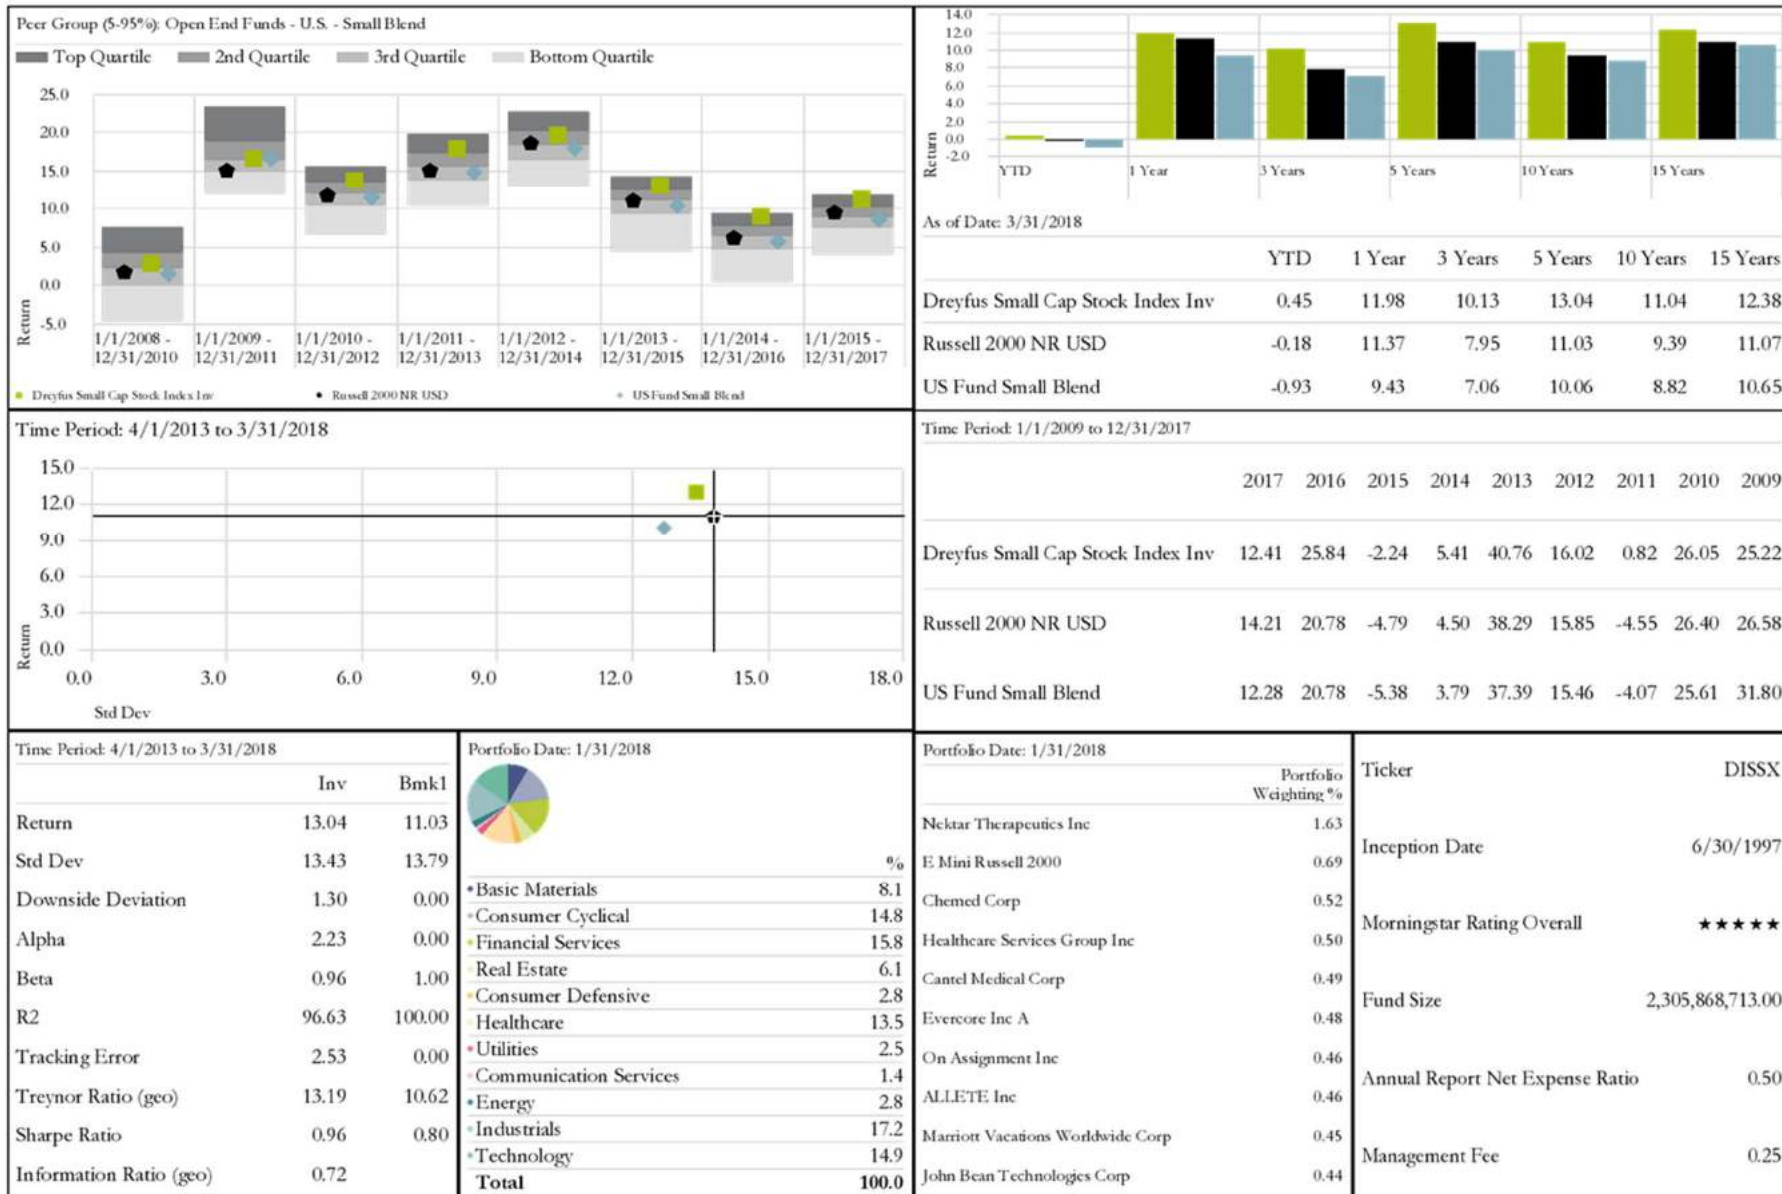 Peer Group (5-95%): Open End Funds - U.S. - Small Blend
Top Quartile 2nd Quartile 3rd Quartile Bottom Quartile
25.0
20.0
15.0
10.0
5.0
0.0
-5.0
Return
1/1/2008 - 12/31/2010
1/1/2009 - 12/31/2011
1/1/2010 - 12/31/2012
1/1/2011 - 12/31/2013
1/1/2012 - 12/31/2014
1/1/2013 - 12/31/2015
1/1/2014 - 12/31/2016
1/1/2015 - 12/31/2017
Dreyfus Small Cap Stock Index Inv Russell 2000 NR USD US Fund Small Blend
14.0
12.0
10.0
8.0
6.0
4.0
2.0
0.0
-2.0
Return
YTD 1 Year 3 Years 5 Years 10 Years 15 Years
As of Date: 3/31/2018
YTD 1 Year 3 Years 5 Years 10 Years 15 Years
Dreyfus Small Cap Stock Index Inv 0.45 11.98 10.13 13.04 11.04 12.38
Russell 2000 NR USD -0.18 11.37 7.95 11.03 9.39 11.07
US Fund Small Blend -0.93 9.43 7.06 10.06 8.82 10.65
Time Period: 4/1/2013 to 3/31/2018
15.0
12.0
9.0
6.0
3.0
0.0
Return
0.0 3.0 6.0 9.0 12.0 15.0 18.0
Std Dev
Time Period: 1/1/2009 to 12/31/2017
2017 2016 2015 2014 2013 2012 2011 2010 2009
Dreyfus Small Cap Stock Index Inv 12.41 25.84 -2.24 5.41 40.76 16.02 0.82 26.05 25.22
Russell 2000 NR USD 14.21 20.78 -4.79 4.50 38.29 15.85 -4.55 26.40 26.58
US Fund Small Blend 12.28 20.78 -5.38 3.79 37.39 15.46 -4.07 25.61 31.80
Time Period: 4/1/2013 to 3/31/2018
Inv Bmk1
Return 13.04 11.03
Std Dev 13.43 13.79
Downside Deviation 1.30 0.00
Alpha 2.23 0.00
Beta 0.96 1.00
R2 96.63 100.00
Tracking Error 2.53 0.00
Treynor Ratio (geo) 13.19 10.62
Sharpe Ratio 0.96 0.80
Information Ratio (geo) 0.72
Portfolio Date: 1/31/2018
%
Basic Materials 8.1
Consumer Cyclical 14.8
Financial Services 15.8
Real Estate 6.1
Consumer Defensive 2.8
Healthcare 13.5
Utilities 2.5
Communication Services 1.4
Energy 2.8
Industrials 17.2
Technology 14.9
Total 100.0
Portfolio Date: 1/31/2018
Portfolio
Weighting %
Nektar Therapeutics Inc 1.63
E Mini Russell 2000 0.69
Chemed Corp 0.52
Healthcare Services Group Inc 0.50
Cantel Medical Corp 0.49
Evercore Inc A 0.48
On Assignment Inc 0.46
ALLETE Inc 0.46
Marriott Vacations Worldwide Corp 0.45
John Bean Technologies Corp 0.44
Ticker DISSX
Inception Date 6/30/1997
Morningstar Rating Overall ★★★★★
Fund Size 2,305,868,713.00
Annual Report Net Expense Ratio 0.50
Management Fee 0.25